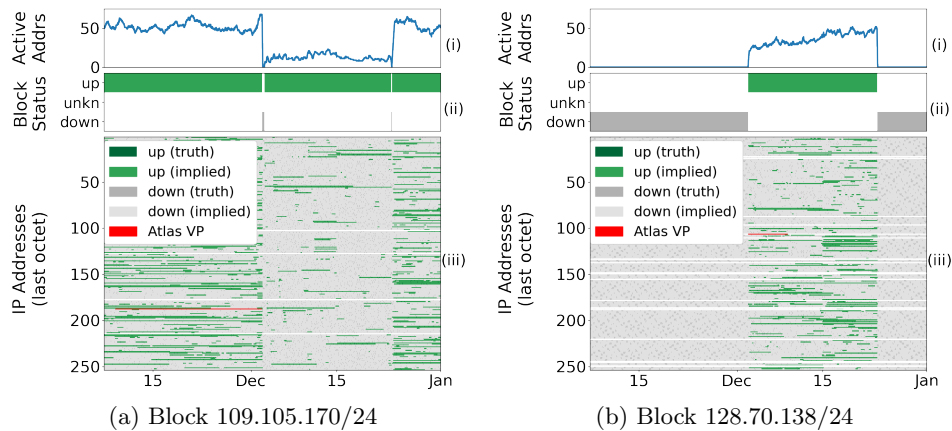 Active
Addrs
50
0
(i)
Block
Status
up
unkn
down
(ii)
IP Addresses
(last octet)
50
100
150
200
250
up (truth)
up (implied)
down (truth)
down (implied)
Atlas VP
(iii)
15
Dec
15
Jan
(a) Block 109.105.170/24
Active
Addrs
50
0
(i)
Block
Status
up
unkn
down
(ii)
IP Addresses
(last octet)
50
100
150
200
250
up (truth)
up (implied)
down (truth)
down (implied)
Atlas VP
(iii)
15
Dec
15
Jan
(b) Block 128.70.138/24